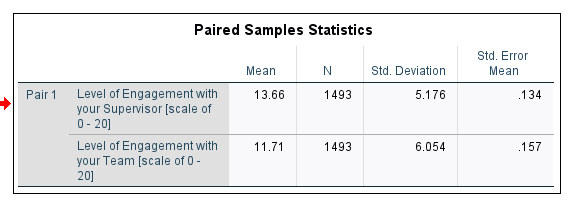 Paired Samples Statistics
Mean N Std. Deviation Std. Error Mean
Pair 1 Level of Engagement with 13.66 1493 5.176 .134
your Supervisor [scale of
0 - 20]
Level of Engagement with 11.71 1493 6.054 .157
your Team [scale of 0 -
20]